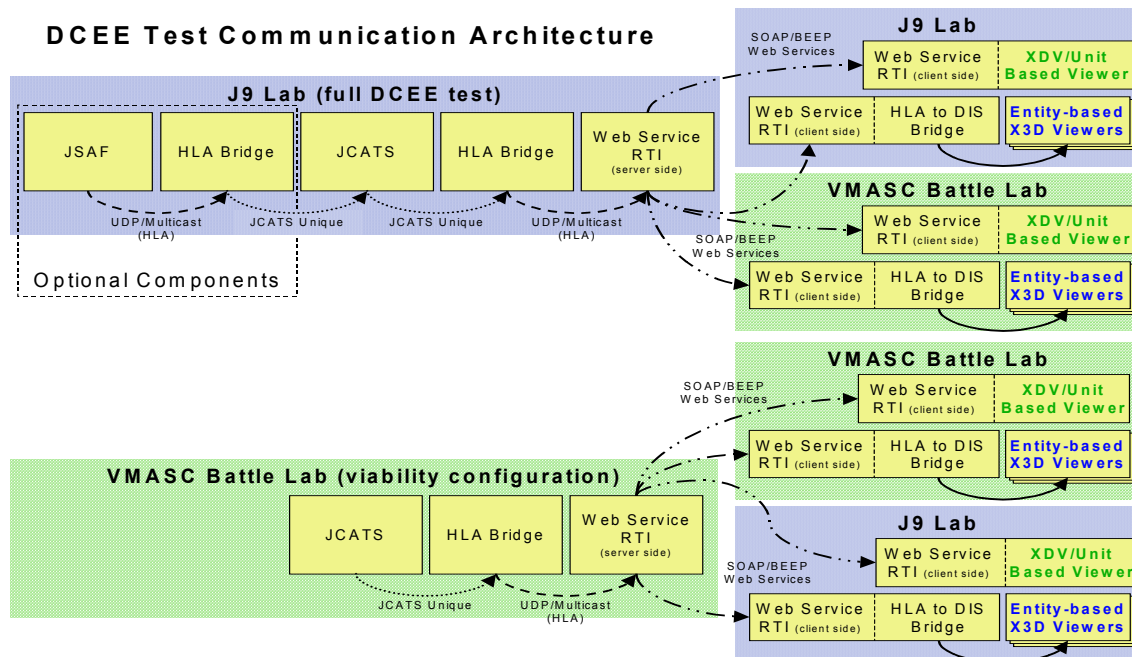 DCEE Test Communication Architecture
J9 Lab (full DCEE test)
JSAF
HLA Bridge
JCATS
HLA Bridge
Web Service
RTI
(server side)
UDP/Multicast
(HLA)
JCATS Unique
JCATS Unique
UDP/Multicast
(HLA)
Optional Components
SOAP/BEEP
Web Services
J9 Lab
Web Service
RTI (client side)
XDV/Unit
Based Viewer
Web Service
RTI (client side)
HLA to DIS
Bridge
Entity-based
X3D Viewers
SOAP/BEEP
Web Services
VMASC Battle Lab
Web Service
RTI (client side)
XDV/Unit
Based Viewer
Web Service
RTI (client side)
HLA to DIS
Bridge
Entity-based
X3D Viewers
VMASC Battle Lab (viability configuration)
JCATS
HLA Bridge
Web Service
RTI
(server side)
JCATS Unique
UDP/Multicast
(HLA)
SOAP/BEEP
Web Services
VMASC Battle Lab
Web Service
RTI (client side)
XDV/Unit
Based Viewer
Web Service
RTI (client side)
HLA to DIS
Bridge
Entity-based
X3D Viewers
SOAP/BEEP
Web Services
J9 Lab
Web Service
RTI (client side)
XDV/Unit
Based Viewer
Web Service
RTI (client side)
HLA to DIS
Bridge
Entity-based
X3D Viewers